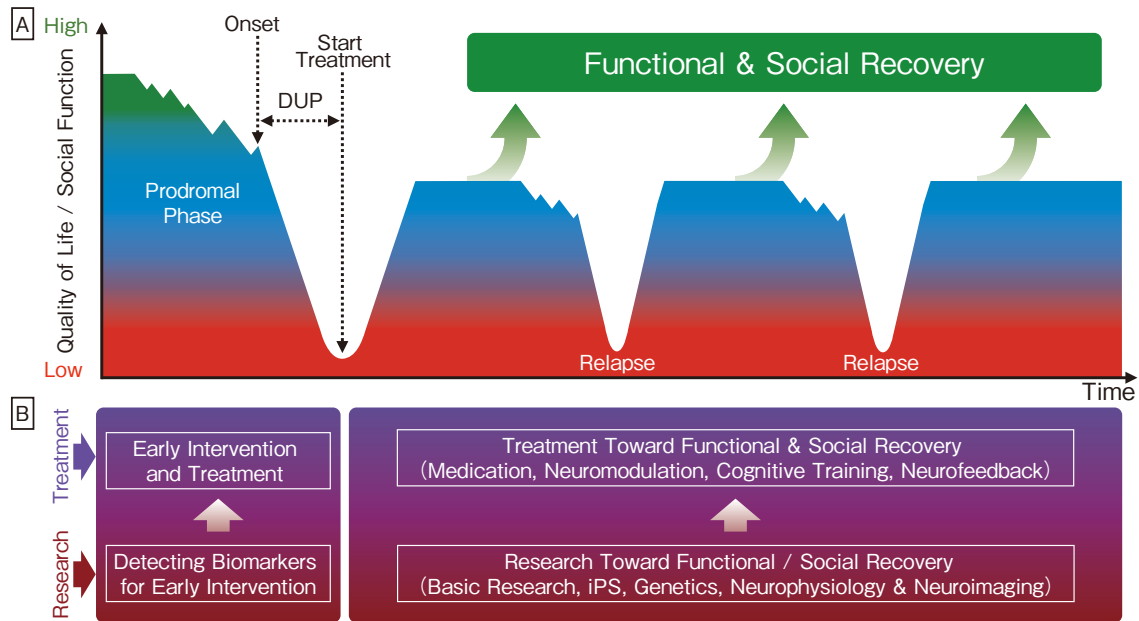 A
High
Onset
Start
Treatment
DUP
Functional & Social Recovery
Quality of Life / Social Function
Prodromal
Phase
Relapse
Relapse
Low
Time
B
Treatment
Early Intervention
and Treatment
Treatment Toward Functional & Social Recovery
(Medication, Neuromodulation, Cognitive Training, Neurofeedback)
Research
Detecting Biomarkers
for Early Intervention
Research Toward Functional / Social Recovery
(Basic Research, iPS, Genetics, Neurophysiology & Neuroimaging)